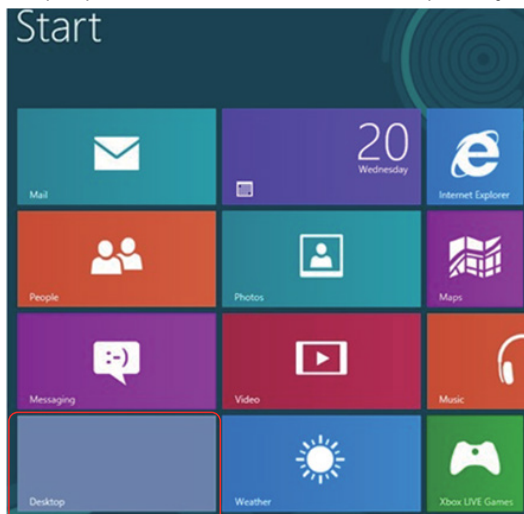 Start
20
Wednesday
Mail
Internet Explorer
People
Photos
Maps
:-)
Messaging
Video
Music
Desktop
Weather
Xbox LIVE Games